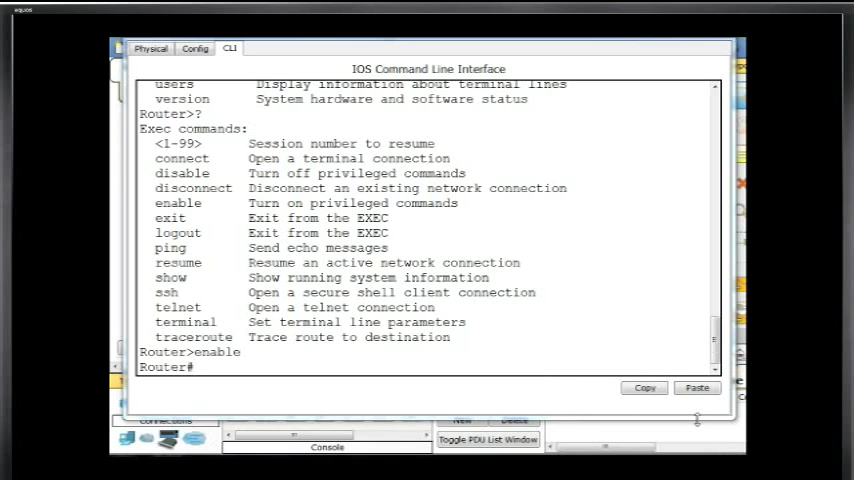 equos
Physical Config CLI
IOS Command Line Interface
users Display information about terminal lines
version System hardware and software status
Router>?
Exec commands:
<1-99> Session number to resume
connect Open a terminal connection
disable Turn off privileged commands
disconnect Disconnect an existing network connection
enable Turn on privileged commands
exit Exit from the EXEC
logout Exit from the EXEC
ping Send echo messages
resume Resume an active network connection
show Show running system information
ssh Open a secure shell client connection
telnet Open a telnet connection
terminal Set terminal line parameters
traceroute Trace route to destination
Router>enable
Router#
Copy Paste
Connections New Delete
Toggle PDU List Window
Console